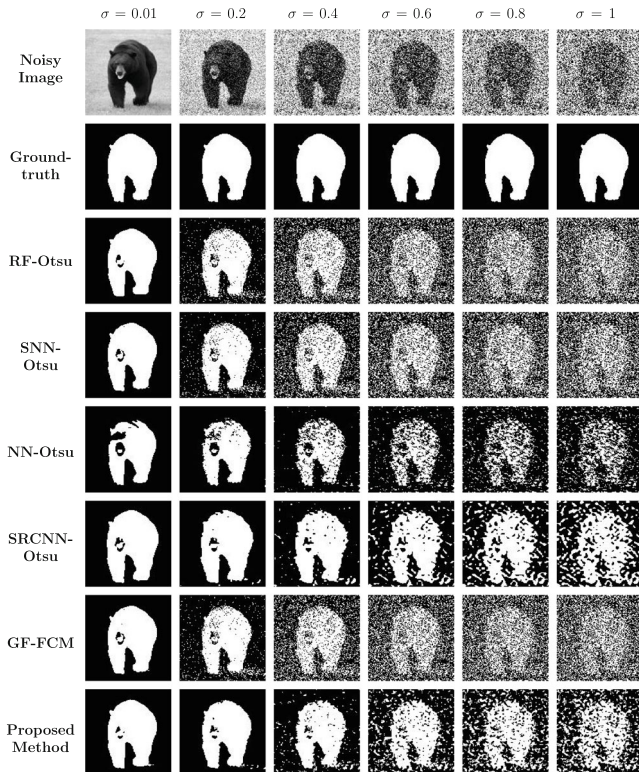 σ = 0.01 σ = 0.2 σ = 0.4 σ = 0.6 σ = 0.8 σ = 1
Noisy
Image
Ground-
truth
RF-Otsu
SNN-
Otsu
NN-Otsu
SRCNN-
Otsu
GF-FCM
Proposed
Method